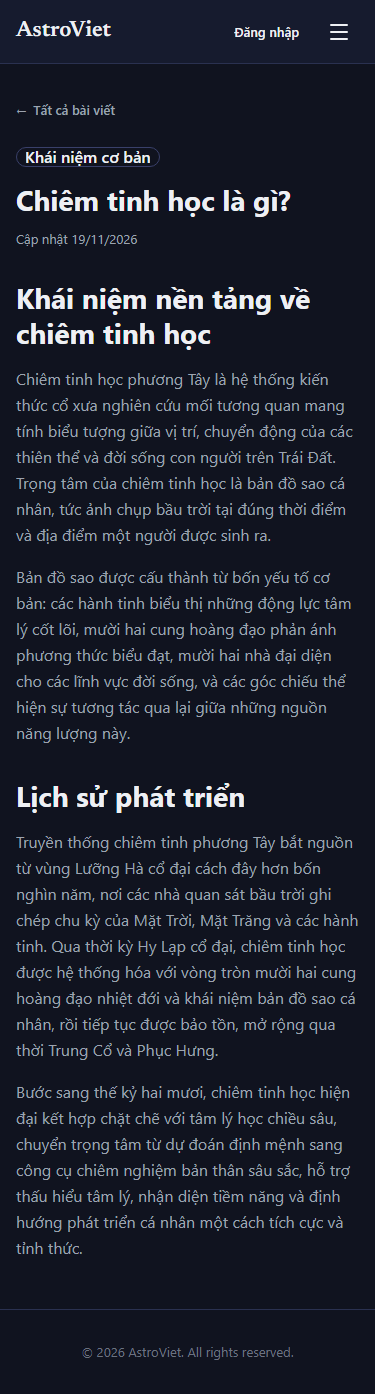 AstroViet
Đăng nhập
← Tất cả bài viết
Khái niệm cơ bản
Chiêm tinh học là gì?
Cập nhật 19/11/2026
Khái niệm nền tảng về
chiêm tinh học
Chiêm tinh học phương Tây là hệ thống kiến
thức cổ xưa nghiên cứu mối tương quan mang
tính biểu tượng giữa vị trí, chuyển động của các
thiên thể và đời sống con người trên Trái Đất.
Trọng tâm của chiêm tinh học là bản đồ sao cá
nhân, tức ảnh chụp bầu trời tại đúng thời điểm
và địa điểm một người được sinh ra.
Bản đồ sao được cấu thành từ bốn yếu tố cơ
bản: các hành tinh biểu thị những động lực tâm
lý cốt lõi, mười hai cung hoàng đạo phản ánh
phương thức biểu đạt, mười hai nhà đại diện
cho các lĩnh vực đời sống, và các góc chiếu thể
hiện sự tương tác qua lại giữa những nguồn
năng lượng này.
Lịch sử phát triển
Truyền thống chiêm tinh phương Tây bắt nguồn
từ vùng Lưỡng Hà cổ đại cách đây hơn bốn
nghìn năm, nơi các nhà quan sát bầu trời ghi
chép chu kỳ của Mặt Trời, Mặt Trăng và các hành
tinh. Qua thời kỳ Hy Lạp cổ đại, chiêm tinh học
được hệ thống hóa với vòng tròn mười hai cung
hoàng đạo nhiệt đới và khái niệm bản đồ sao cá
nhân, rồi tiếp tục được bảo tồn, mở rộng qua
thời Trung Cổ và Phục Hưng.
Bước sang thế kỷ hai mươi, chiêm tinh học hiện
đại kết hợp chặt chẽ với tâm lý học chiều sâu,
chuyển trọng tâm từ dự đoán định mệnh sang
công cụ chiêm nghiệm bản thân sâu sắc, hỗ trợ
thấu hiểu tâm lý, nhận diện tiềm năng và định
hướng phát triển cá nhân một cách tích cực và
tỉnh thức.
© 2026 AstroViet. All rights reserved.